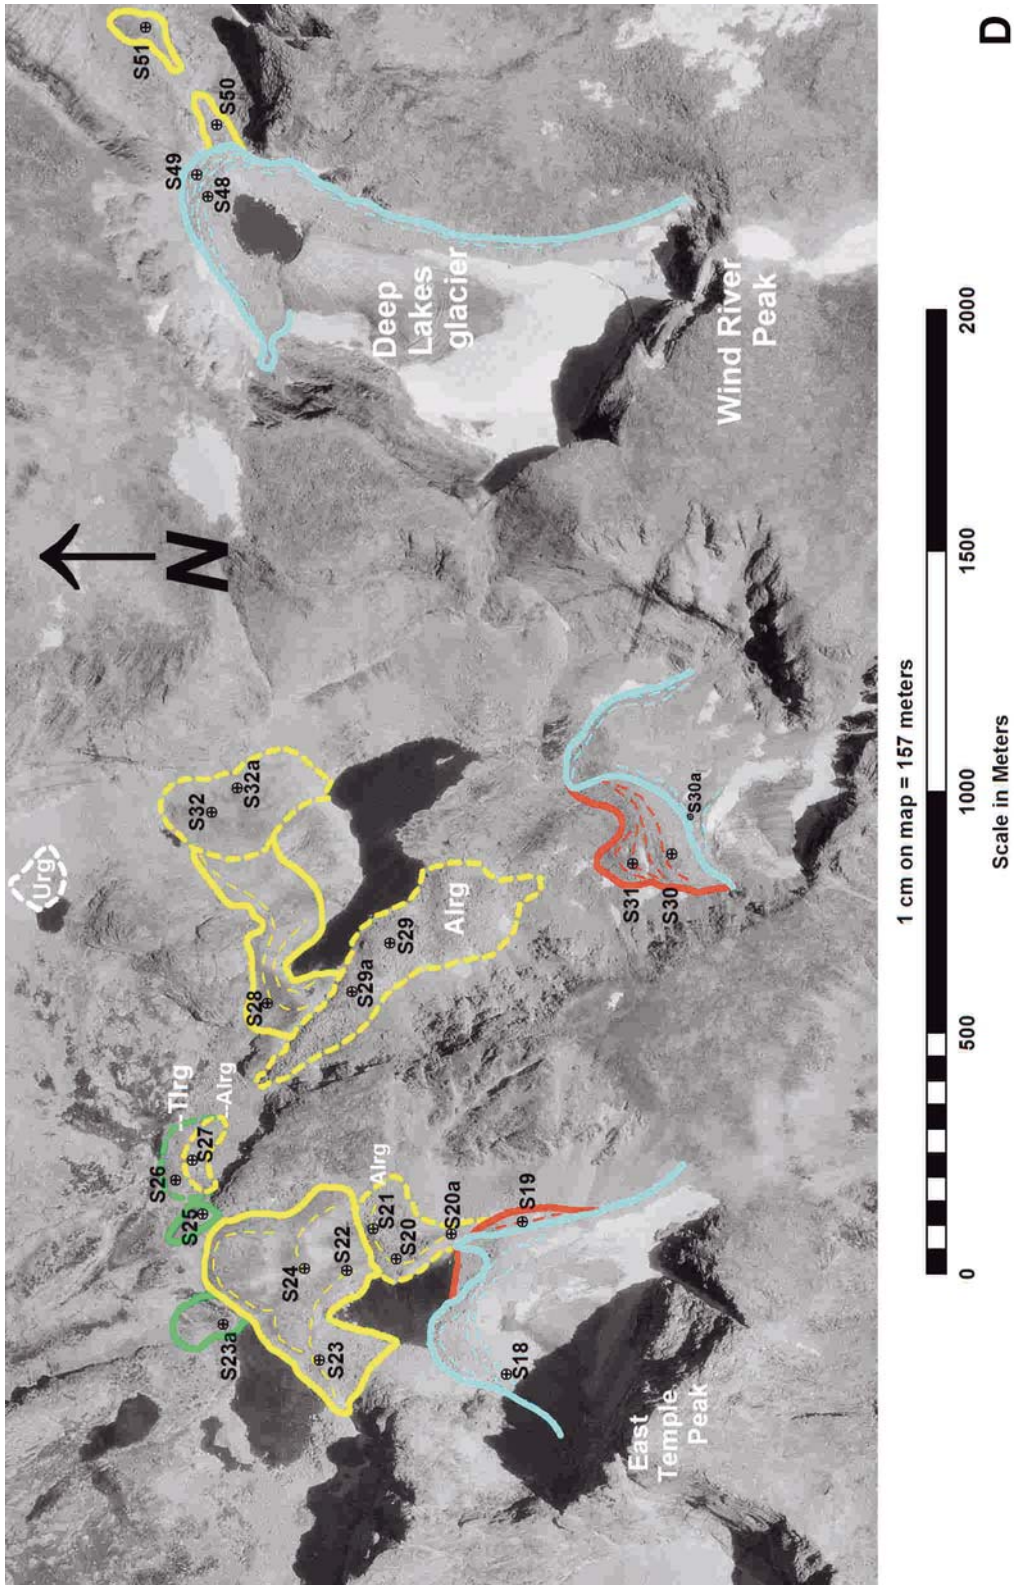 D
S51
S50
S49
S48
Deep
Lakes
glacier
Wind River
Peak
N
S32
S32a
Urg
S28
S29a
S29
Alrg
S31
S30
S30a
--Tlrg
--Alrg
S26
S27
S25
Alrg
S21
S20
S20a
S19
S24
S22
S23a
S23
S18
East
Temple
Peak
1 cm on map = 157 meters
0 500 1000 1500 2000
Scale in Meters